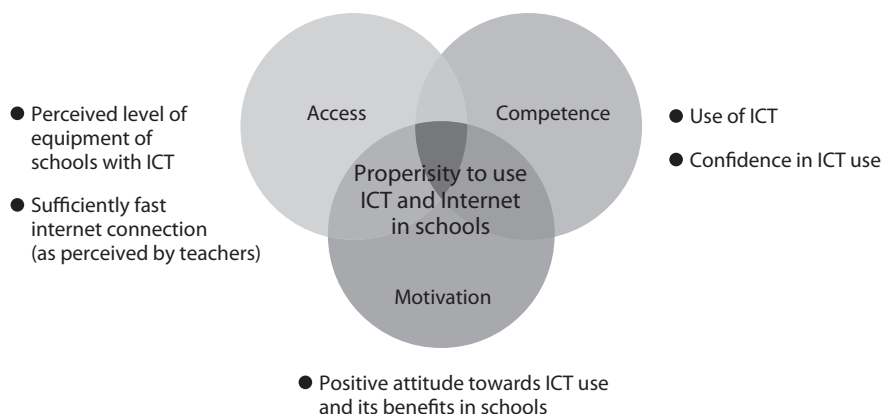 Access
Competence
Properisity to use
ICT and Internet
in schools
Motivation
● Perceived level of
equipment of
schools with ICT
● Sufficiently fast
internet connection
(as perceived by teachers)
● Use of ICT
● Confidence in ICT use
● Positive attitude towards ICT use
and its benefits in schools